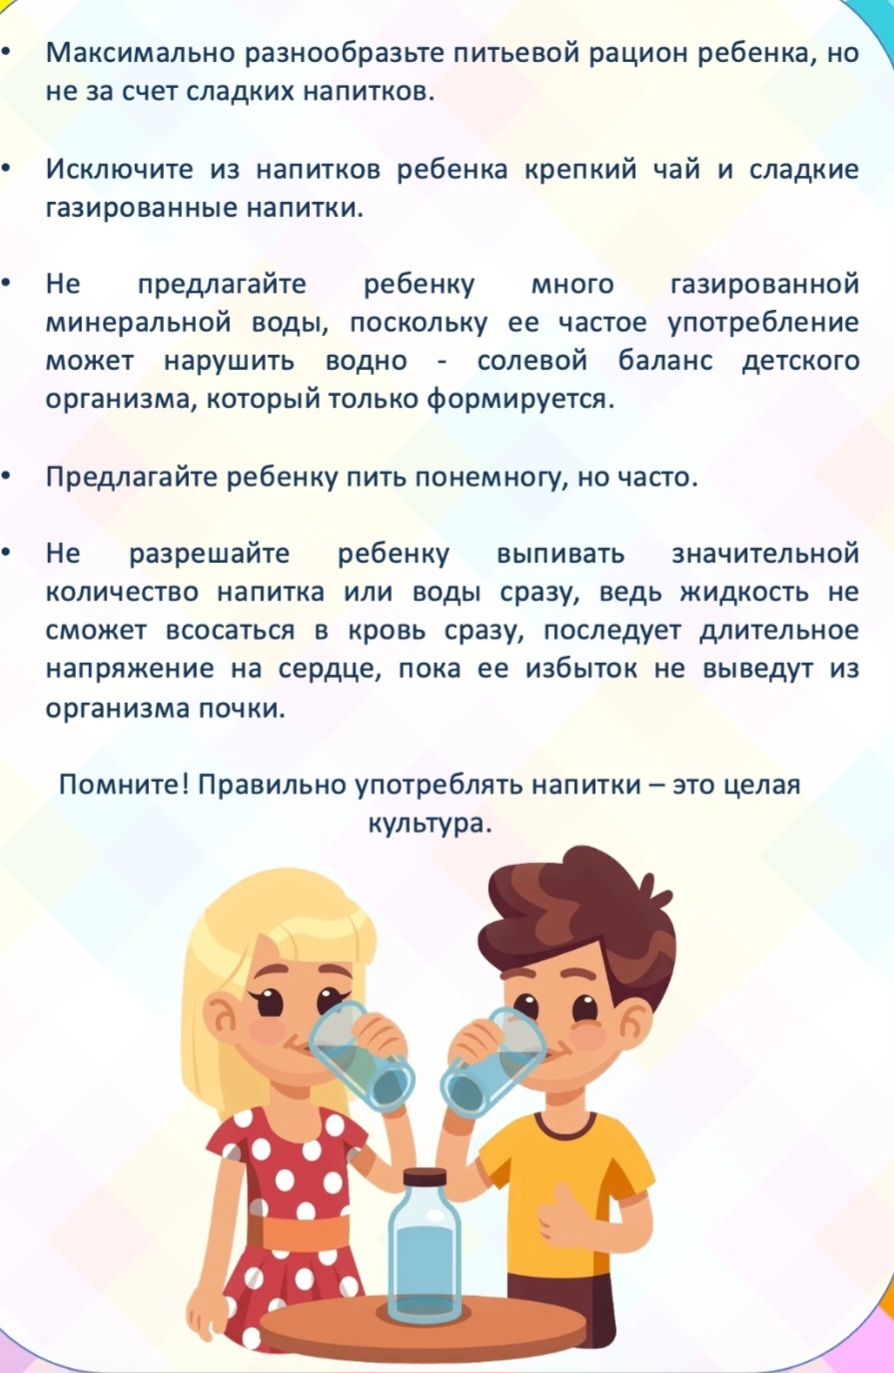 • Максимально разнообразьте питьевой рацион ребенка, но
не за счет сладких напитков.
• Исключите из напитков ребенка крепкий чай и сладкие
газированные напитки.
• Не предлагайте ребенку много газированной
минеральной воды, поскольку ее частое употребление
может нарушить водно - солевой баланс детского
организма, который только формируется.
• Предлагайте ребенку пить понемногу, но часто.
• Не разрешайте ребенку выпивать значительной
количество напитка или воды сразу, ведь жидкость не
сможет всосаться в кровь сразу, последует длительное
напряжение на сердце, пока ее избыток не выведут из
организма почки.
Помните! Правильно употреблять напитки – это целая
культура.